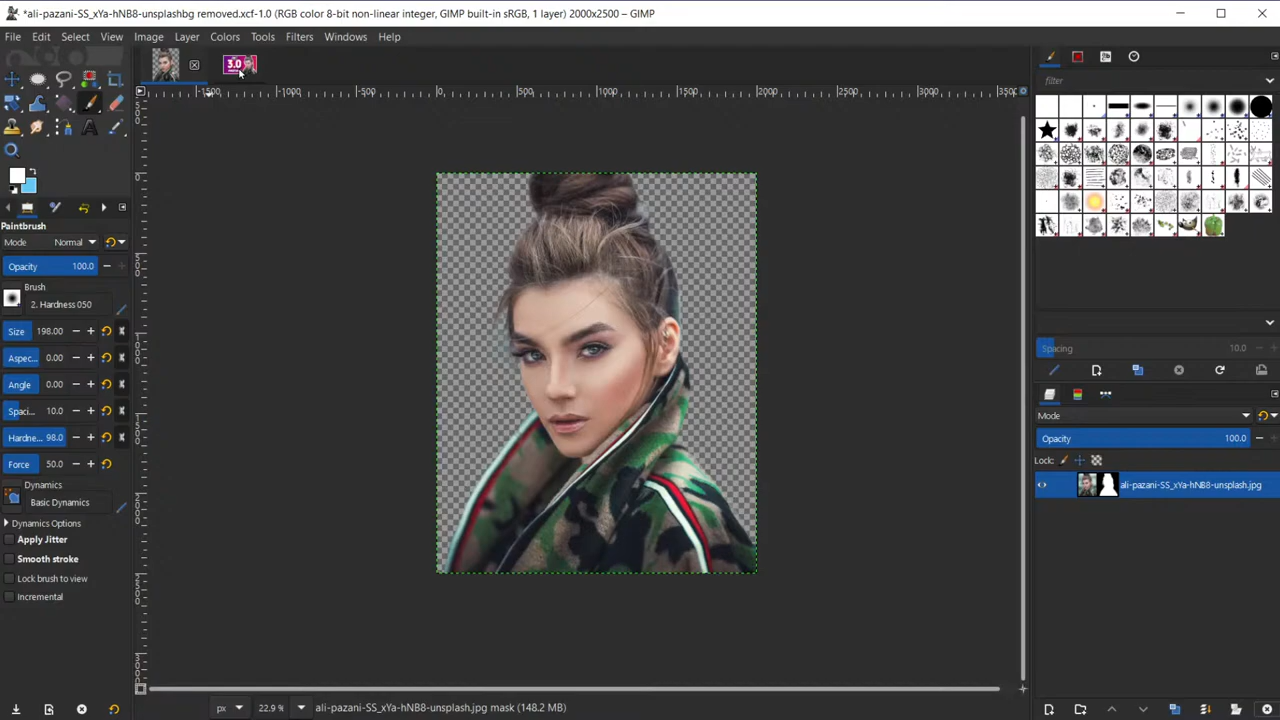 *ali-pazani-SS_xYa-hNB8-unsplashbg removed.xcf-1.0 (RGB color 8-bit non-linear integer, GIMP built-in sRGB, 1 layer) 2000x2500 – GIMP
File Edit Select View Image Layer Colors Tools Filters Windows Help
3.0
-1500 -1000 -500 0 500 1000 1500 2000 2500 3000 3500
filter
Paintbrush
Mode Normal
Opacity 100.0
Brush
2. Hardness 050
Size 198.00
Aspec... 0.00
Angle 0.00
Spaci... 10.0
Hardne... 98.0
Force 50.0
Dynamics
Basic Dynamics
Dynamics Options
Apply Jitter
Smooth stroke
Lock brush to view
Incremental
Spacing 10.0
Mode
Opacity 100.0
Lock:
ali-pazani-SS_xYa-hNB8-unsplash.jpg
px 22.9 % ali-pazani-SS_xYa-hNB8-unsplash.jpg mask (148.2 MB)